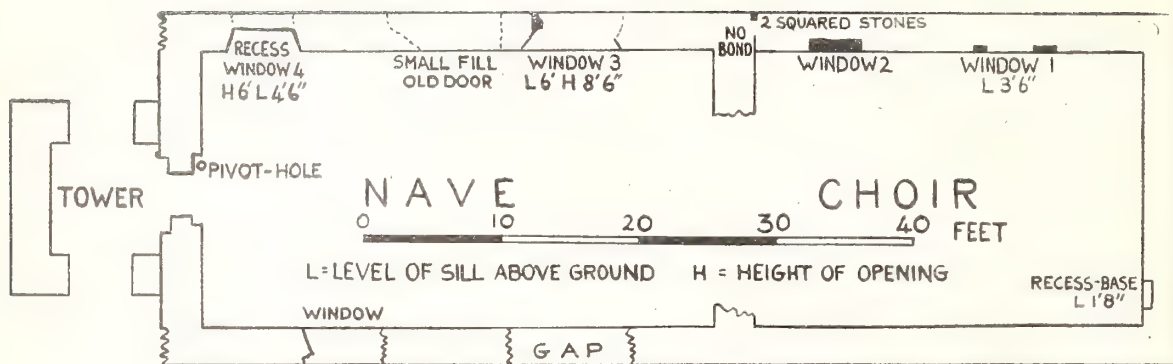 2 SQUARED STONES
NO
BOND
RECESS
WINDOW 4
H 6' L 4'6"
SMALL FILL
OLD DOOR
WINDOW 3
L 6' H 8'6"
WINDOW 2
WINDOW 1
L 3'6"
PIVOT-HOLE
TOWER
NAVE CHOIR
0 10 20 30 40
FEET
L=LEVEL OF SILL ABOVE GROUND H = HEIGHT OF OPENING
RECESS-BASE
L 1'8"
WINDOW
GAP